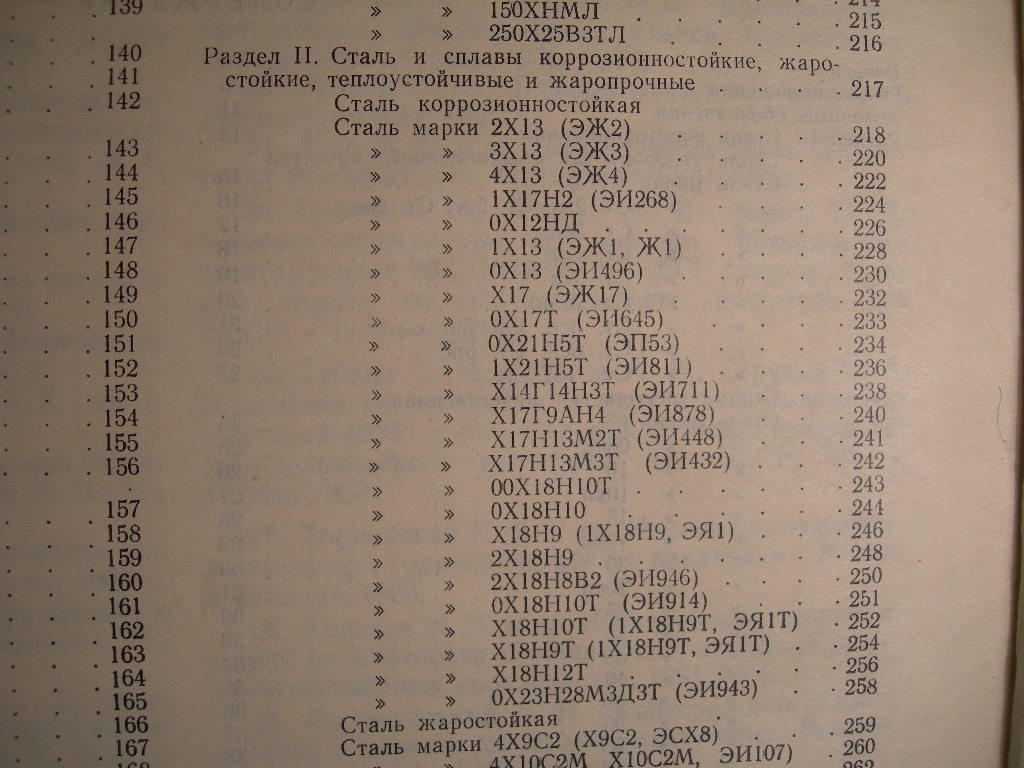 139 » » 150ХНМЛ . . . . . 215
» » 250Х25В3ТЛ . . . . 216
140 Раздел II. Сталь и сплавы коррозионностойкие, жаро-
141 стойкие, теплоустойчивые и жаропрочные . . . . 217
142 Сталь коррозионностойкая
Сталь марки 2Х13 (ЭЖ2) . . . . 218
143 » » 3Х13 (ЭЖ3) . . . . 220
144 » » 4Х13 (ЭЖ4) . . . . 222
145 » » 1Х17Н2 (ЭИ268) . . . . 224
146 » » 0Х12НД . . . . . 226
147 » » 1Х13 (ЭЖ1, Ж1) . . . . 228
148 » » 0Х13 (ЭИ496) . . . . 230
149 » » Х17 (ЭЖ17) . . . . 232
150 » » 0Х17Т (ЭИ645) . . . . 233
151 » » 0Х21Н5Т (ЭП53) . . . . 234
152 » » 1Х21Н5Т (ЭИ811) . . . . 236
153 » » Х14Г14Н3Т (ЭИ711) . . . 238
154 » » Х17Г9АН4 (ЭИ878) . . . 240
155 » » Х17Н13М2Т (ЭИ448) . . . 241
156 » » Х17Н13М3Т (ЭИ432) . . . 242
» » 00Х18Н10Т . . . . . 243
157 » » 0Х18Н10 . . . . . 244
158 » » Х18Н9 (1Х18Н9, ЭЯ1) . . . 246
159 » » 2Х18Н9 . . . . . 248
160 » » 2Х18Н8В2 (ЭИ946) . . . . 250
161 » » 0Х18Н10Т (ЭИ914) . . . 251
162 » » Х18Н10Т (1Х18Н9Т, ЭЯ1Т) . 252
163 » » Х18Н9Т (1Х18Н9Т, ЭЯ1Т) . . 254
164 » » Х18Н12Т . . . . . 256
165 » » 0Х23Н28М3Д3Т (ЭИ943) . . 258
166 Сталь жаростойкая . . . 259
167 Сталь марки 4Х9С2 (Х9С2, ЭСХ8) . . . 260
4Х10С2М Х10С2М, ЭИ107) . .